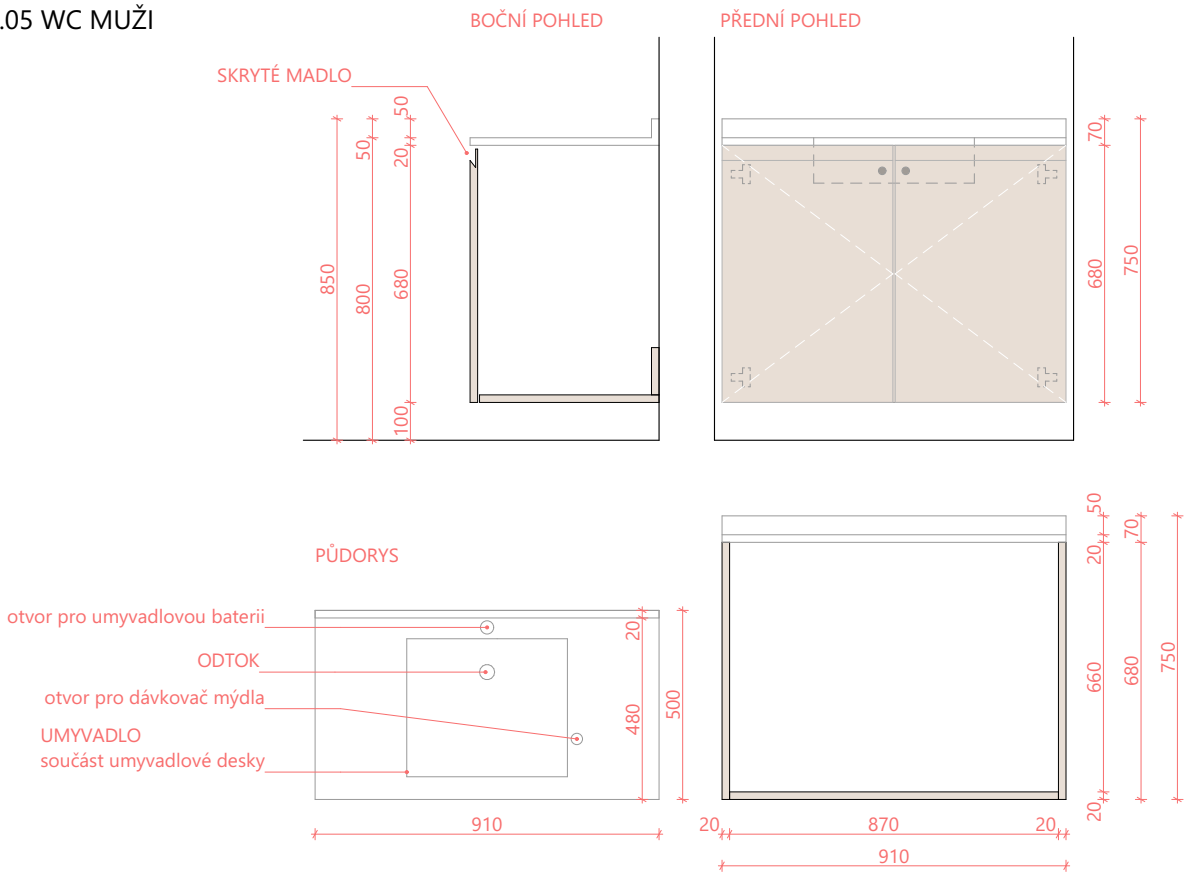 .05 WC MUŽI
BOČNÍ POHLED
PŘEDNÍ POHLED
SKRYTÉ MADLO
50
50
20
850
800
680
100
70
680
750
PŮDORYS
otvor pro umyvadlovou baterii
ODTOK
otvor pro dávkovač mýdla
UMYVADLO
součást umyvadlové desky
20
480
500
910
50
20
70
660
680
750
20
20
870
20
910